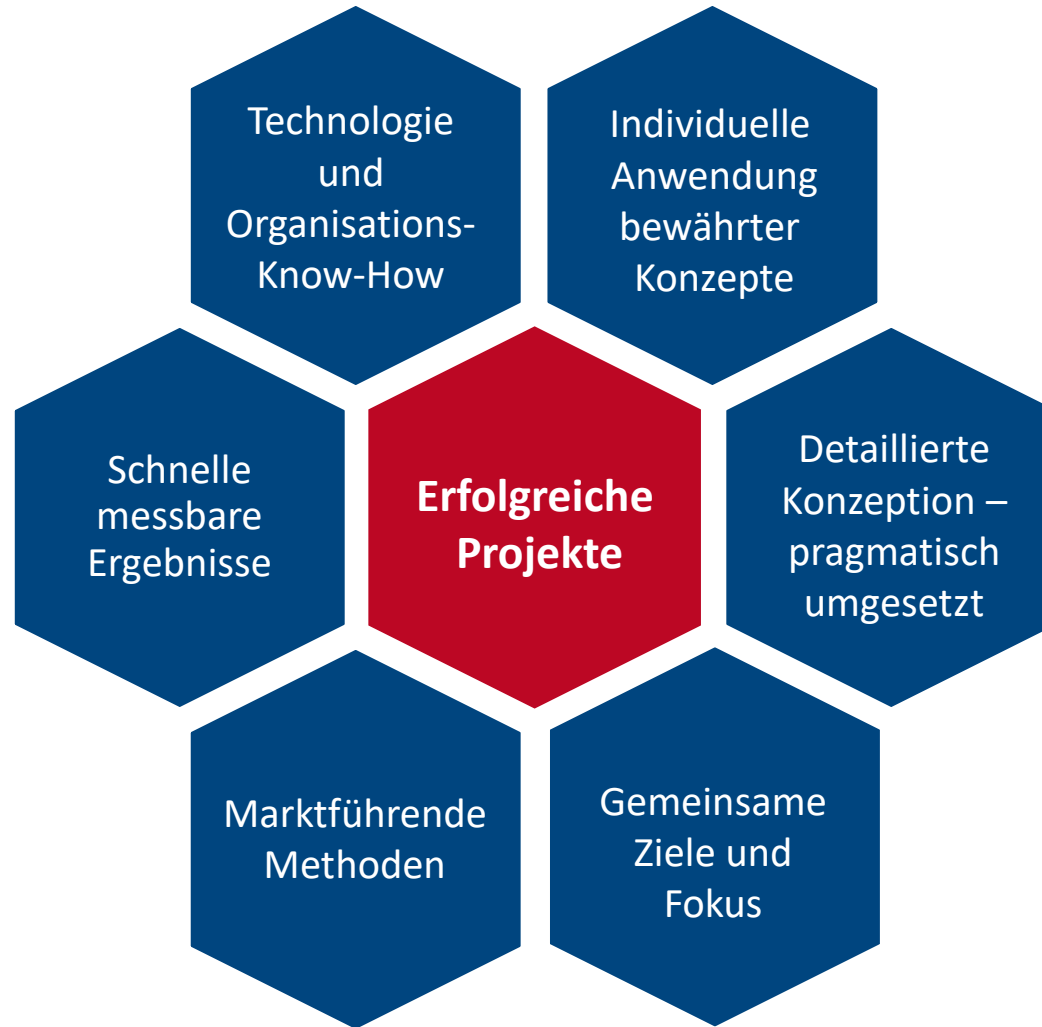 Technologie
und
Organisations-
Know-How
Individuelle
Anwendung
bewährter
Konzepte
Schnelle
messbare
Ergebnisse
Erfolgreiche
Projekte
Detaillierte
Konzeption –
pragmatisch
umgesetzt
Marktführende
Methoden
Gemeinsame
Ziele und
Fokus